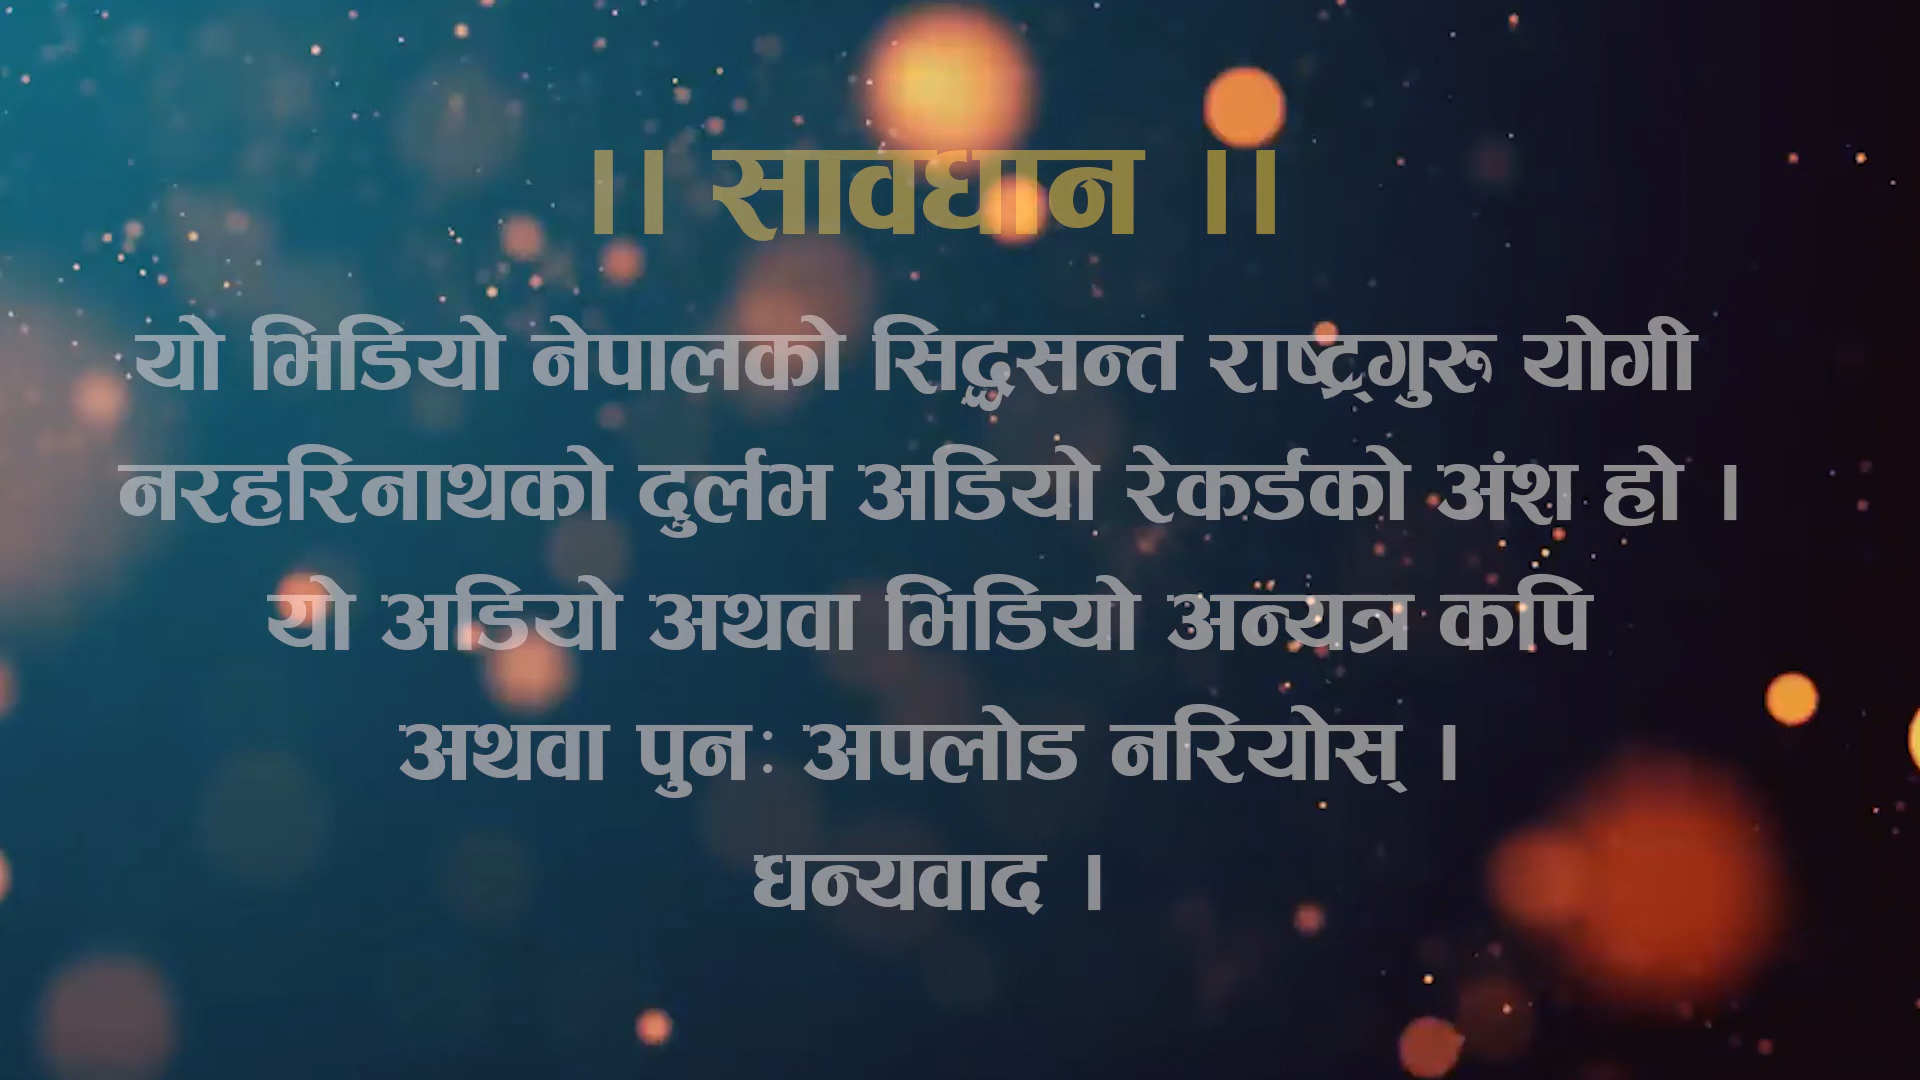 ।। सावधान ।।
यो भिडियो नेपालको सिद्धसन्त राष्ट्रगुरु योगी
नरहरिनाथको दुर्लभ अडियो रेकर्डको अंश हो ।
यो अडियो अथवा भिडियो अन्यत्र कपि
अथवा पुनः अपलोड नरियोस् ।
धन्यवाद ।